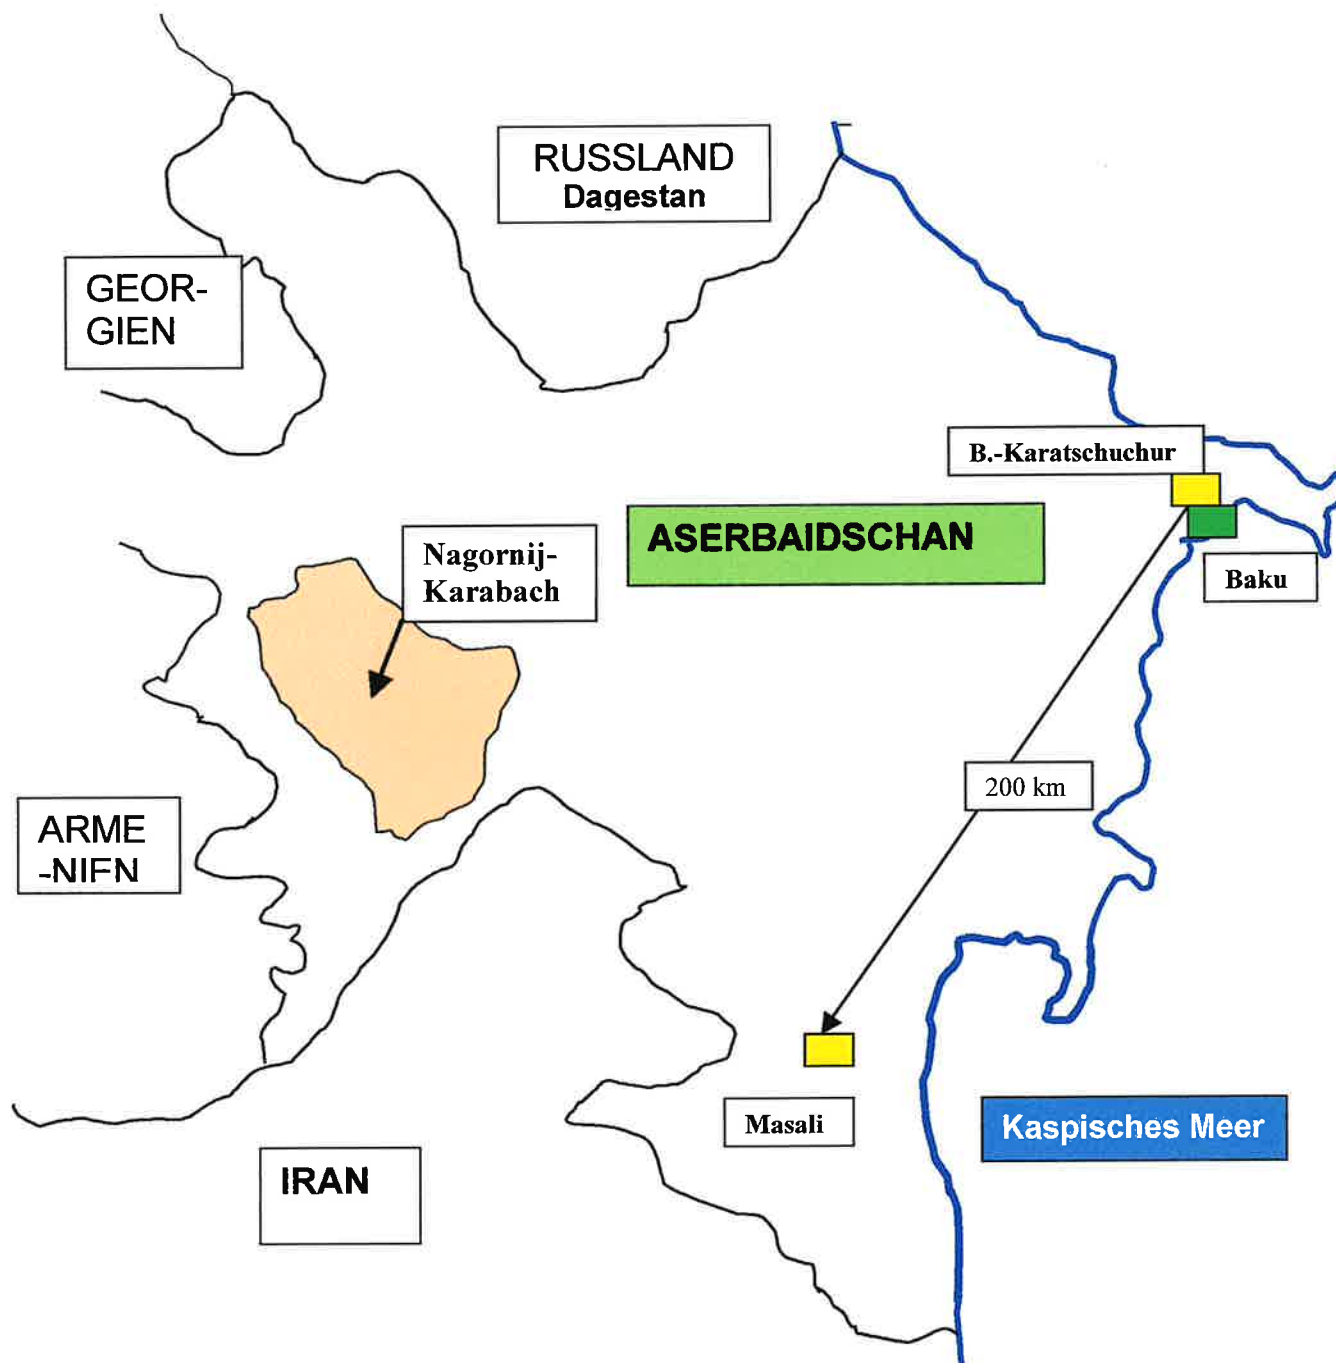 RUSSLAND
Dagestan
GEOR-
GIEN
B.-Karatschuchur
ASERBAIDSCHAN
Nagornij-
Karabach
Baku
200 km
ARME
-NIEN
Masali
Kaspisches Meer
IRAN